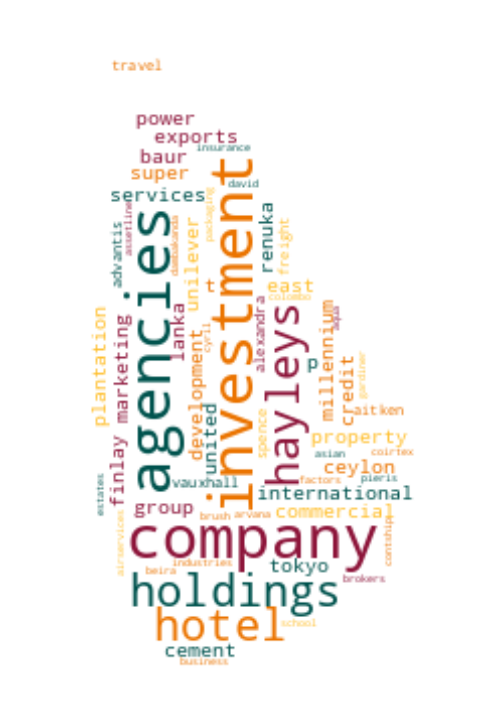 travel
power
exports
insurance
baur
super
david
services
assetline
packaging
advantis
agencies
dambakanda
unilever
investment
renuka
freight
t
east
colombo
plantation
marketing
lanka
cyril
development
alexandra
hayleys
millennium
aqua
p
credit
gardiner
aitken
finlay
united
spence
property
asian
coirtex
ceylon
estates
vauxhall
factors
pieris
international
group
brush
arvana
commercial
airservices
company
contships
industries
beira
tokyo
brokers
holdings
hotel
school
cement
business